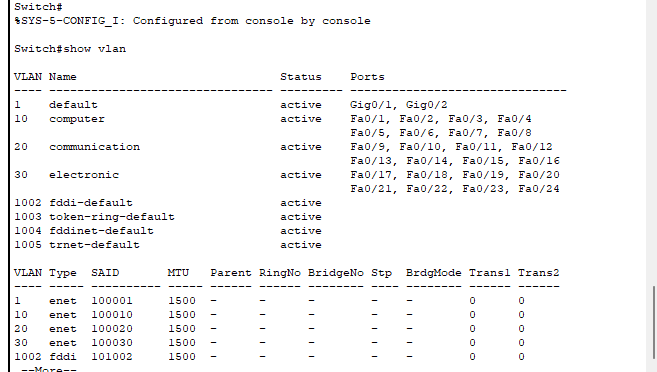 Switch#
%SYS-5-CONFIG_I: Configured from console by console
Switch#show vlan
VLAN Name                             Status    Ports
---- -------------------------------- --------- -------------------------------
1    default                          active    Gig0/1, Gig0/2
10   computer                         active    Fa0/1, Fa0/2, Fa0/3, Fa0/4
                                                Fa0/5, Fa0/6, Fa0/7, Fa0/8
20   communication                    active    Fa0/9, Fa0/10, Fa0/11, Fa0/12
                                                Fa0/13, Fa0/14, Fa0/15, Fa0/16
30   electronic                       active    Fa0/17, Fa0/18, Fa0/19, Fa0/20
                                                Fa0/21, Fa0/22, Fa0/23, Fa0/24
1002 fddi-default                     active
1003 token-ring-default               active
1004 fddinet-default                  active
1005 trnet-default                    active
VLAN Type  SAID       MTU   Parent RingNo BridgeNo Stp  BrdgMode Trans1 Trans2
---- ----- ---------- ----- ------ ------ -------- ---- -------- ------ ------
1    enet  100001     1500  -      -      -        -    -        0      0
10   enet  100010     1500  -      -      -        -    -        0      0
20   enet  100020     1500  -      -      -        -    -        0      0
30   enet  100030     1500  -      -      -        -    -        0      0
1002 fddi  101002     1500  -      -      -        -    -        0      0
--More--